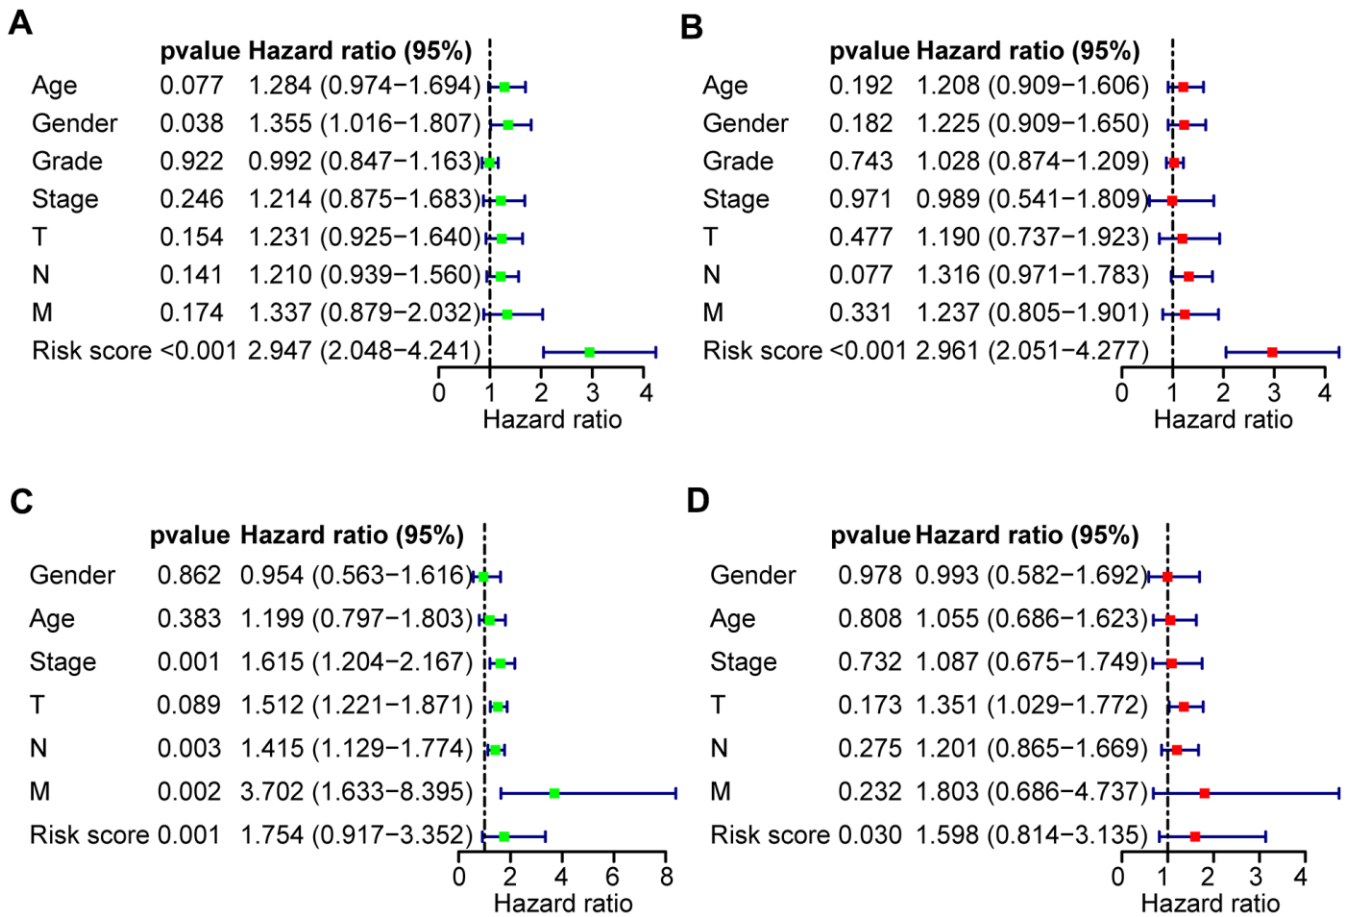 A
pvalue Hazard ratio (95%)
Age 0.077 1.284 (0.974−1.694)
Gender 0.038 1.355 (1.016−1.807)
Grade 0.922 0.992 (0.847−1.163)
Stage 0.246 1.214 (0.875−1.683)
T 0.154 1.231 (0.925−1.640)
N 0.141 1.210 (0.939−1.560)
M 0.174 1.337 (0.879−2.032)
Risk score <0.001 2.947 (2.048−4.241)
0 1 2 3 4
Hazard ratio
B
pvalue Hazard ratio (95%)
Age 0.192 1.208 (0.909−1.606)
Gender 0.182 1.225 (0.909−1.650)
Grade 0.743 1.028 (0.874−1.209)
Stage 0.971 0.989 (0.541−1.809)
T 0.477 1.190 (0.737−1.923)
N 0.077 1.316 (0.971−1.783)
M 0.331 1.237 (0.805−1.901)
Risk score <0.001 2.961 (2.051−4.277)
0 1 2 3 4
Hazard ratio
C
pvalue Hazard ratio (95%)
Gender 0.862 0.954 (0.563−1.616)
Age 0.383 1.199 (0.797−1.803)
Stage 0.001 1.615 (1.204−2.167)
T 0.089 1.512 (1.221−1.871)
N 0.003 1.415 (1.129−1.774)
M 0.002 3.702 (1.633−8.395)
Risk score 0.001 1.754 (0.917−3.352)
0 2 4 6 8
Hazard ratio
D
pvalue Hazard ratio (95%)
Gender 0.978 0.993 (0.582−1.692)
Age 0.808 1.055 (0.686−1.623)
Stage 0.732 1.087 (0.675−1.749)
T 0.173 1.351 (1.029−1.772)
N 0.275 1.201 (0.865−1.669)
M 0.232 1.803 (0.686−4.737)
Risk score 0.030 1.598 (0.814−3.135)
0 1 2 3 4
Hazard ratio